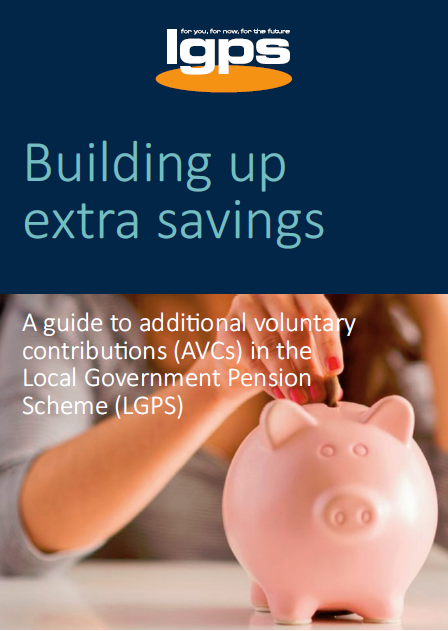 for you, for now, for the future
lgps
Building up
extra savings
A guide to additional voluntary
contributions (AVCs) in the
Local Government Pension
Scheme (LGPS)